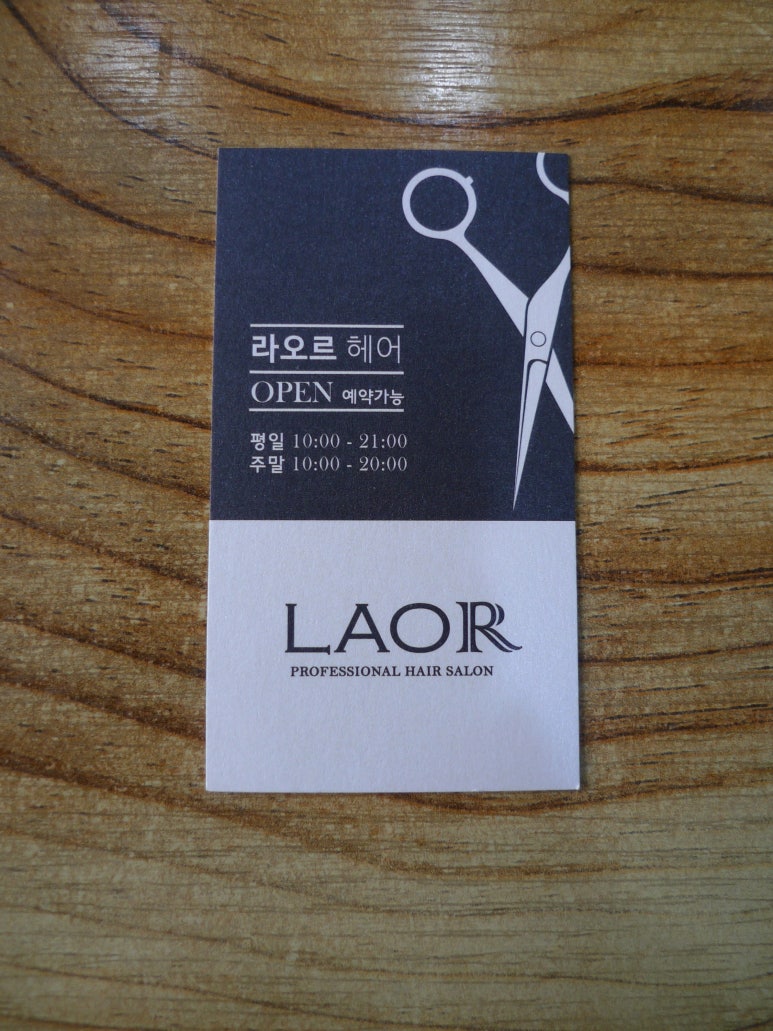 라오르 헤어
OPEN 예약가능
평일 10:00 - 21:00
주말 10:00 - 20:00
LAOR
PROFESSIONAL HAIR SALON